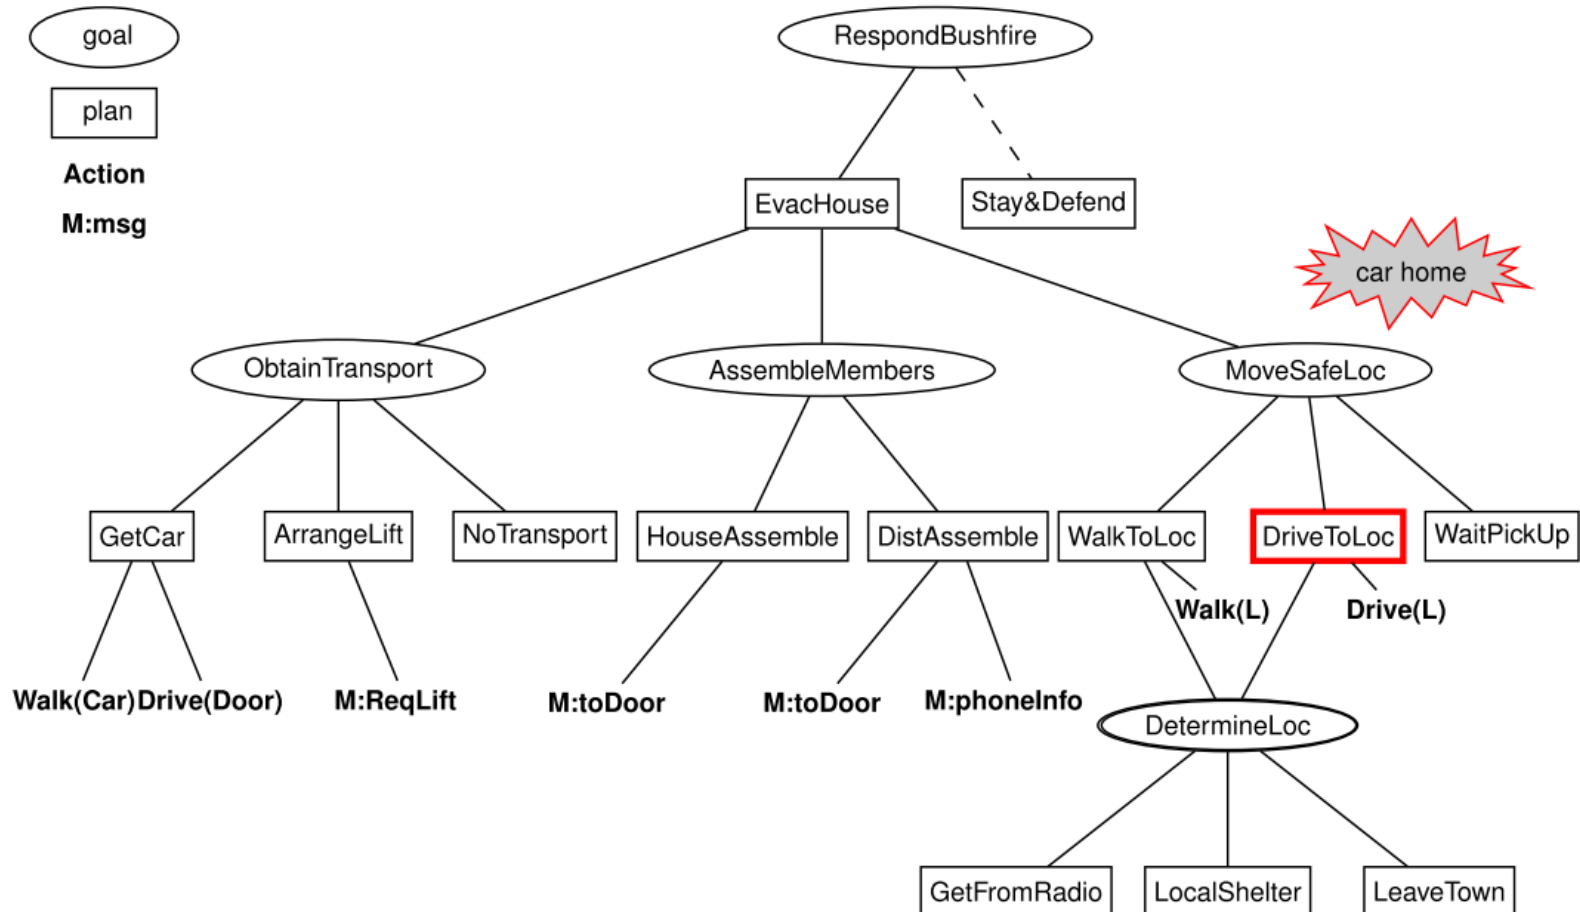 goal
RespondBushfire
plan
Action
EvacHouse
Stay&Defend
M:msg
car home
ObtainTransport
AssembleMembers
MoveSafeLoc
GetCar
ArrangeLift
NoTransport
HouseAssemble
DistAssemble
WalkToLoc
DriveToLoc
WaitPickUp
Walk(L)
Drive(L)
Walk(Car)
Drive(Door)
M:ReqLift
M:toDoor
M:toDoor
M:phoneInfo
DetermineLoc
GetFromRadio
LocalShelter
LeaveTown